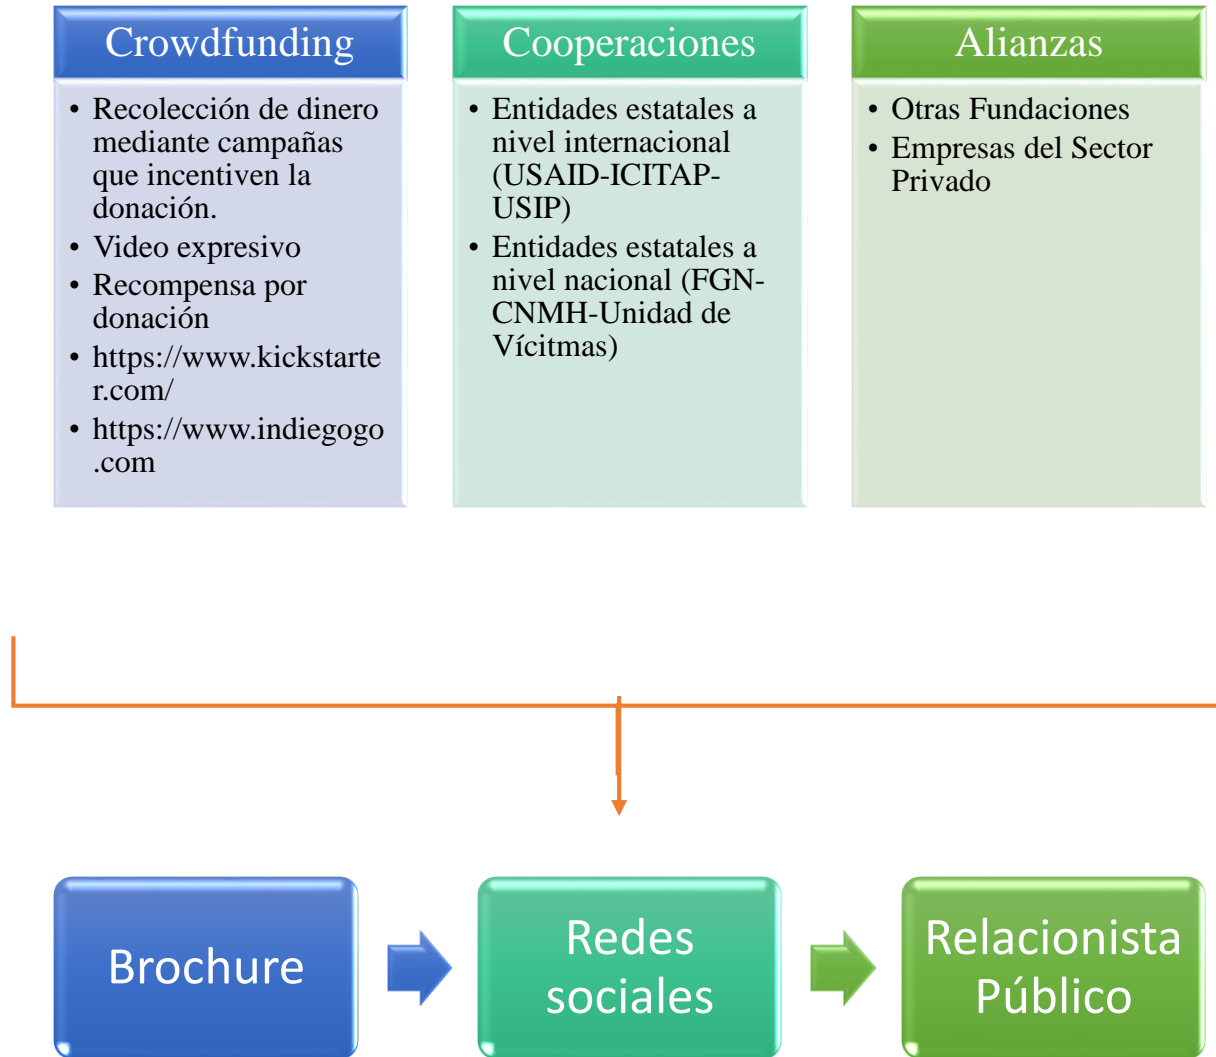 Crowdfunding
• Recolección de dinero
mediante campañas
que incentiven la
donación.
• Video expresivo
• Recompensa por
donación
• https://www.kickstarte
r.com/
• https://www.indiegogo
.com
Cooperaciones
• Entidades estatales a
nivel internacional
(USAID-ICITAP-
USIP)
• Entidades estatales a
nivel nacional (FGN-
CNMH-Unidad de
Vícitmas)
Alianzas
• Otras Fundaciones
• Empresas del Sector
Privado
Brochure
Redes
sociales
Relacionista
Público